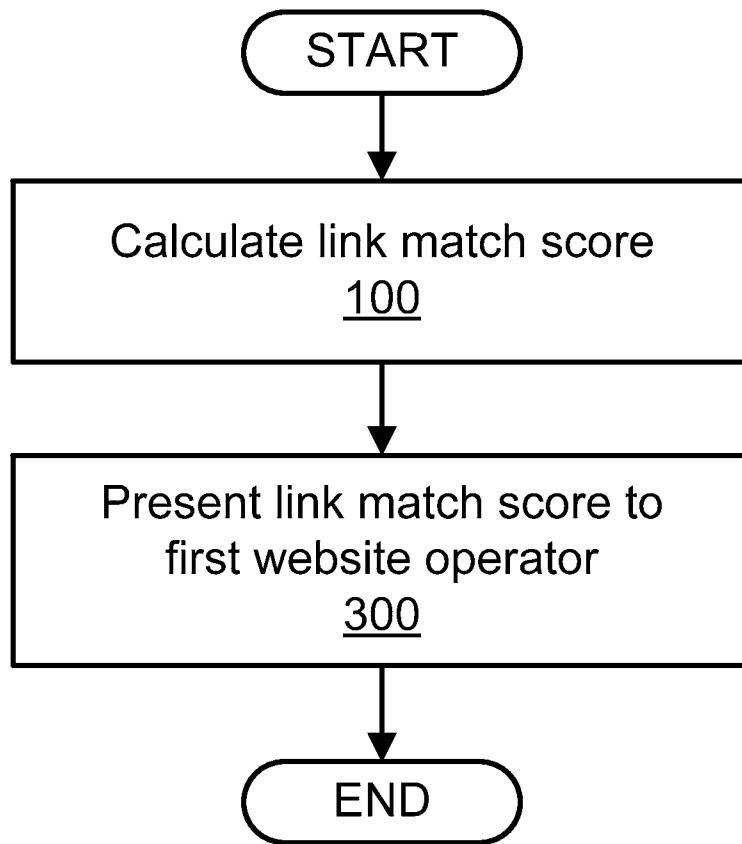 START
Calculate link match score
100
Present link match score to
first website operator
300
END